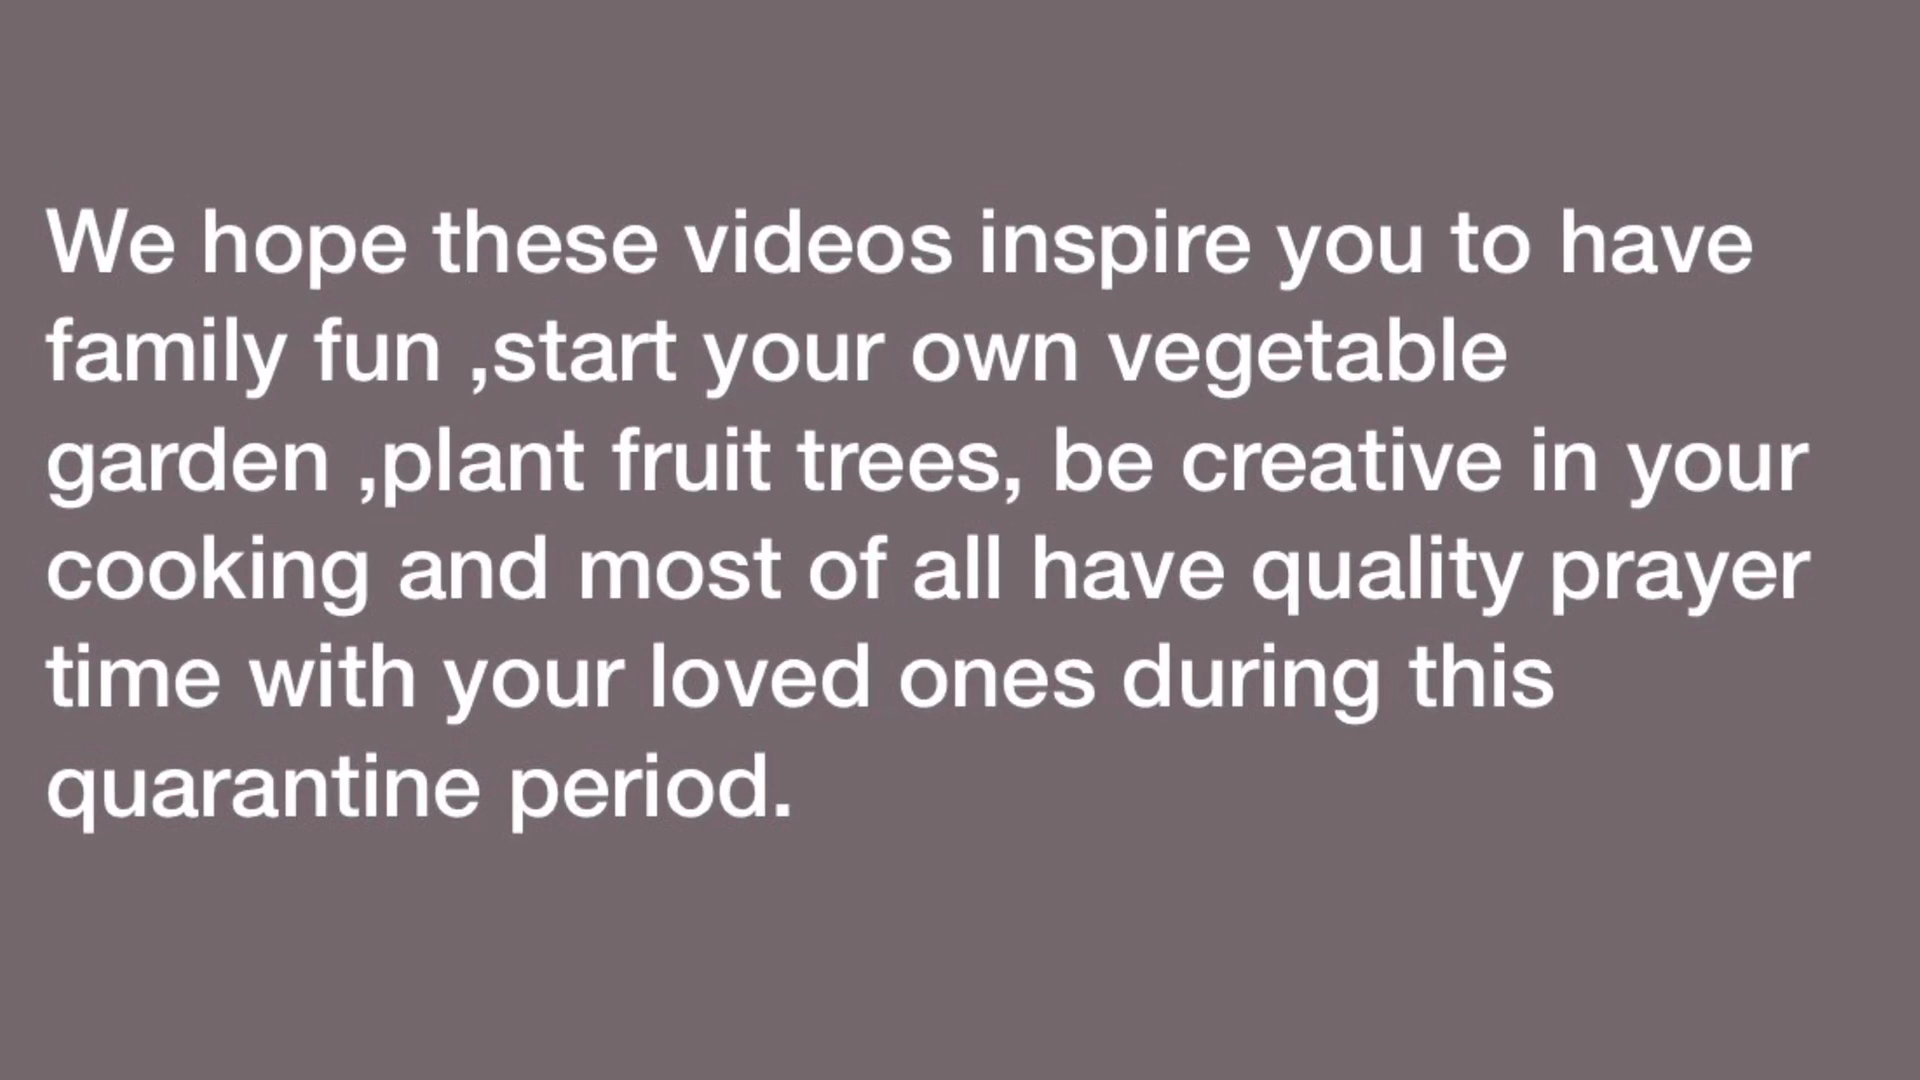 We hope these videos inspire you to have
family fun ,start your own vegetable
garden ,plant fruit trees, be creative in your
cooking and most of all have quality prayer
time with your loved ones during this
quarantine period.